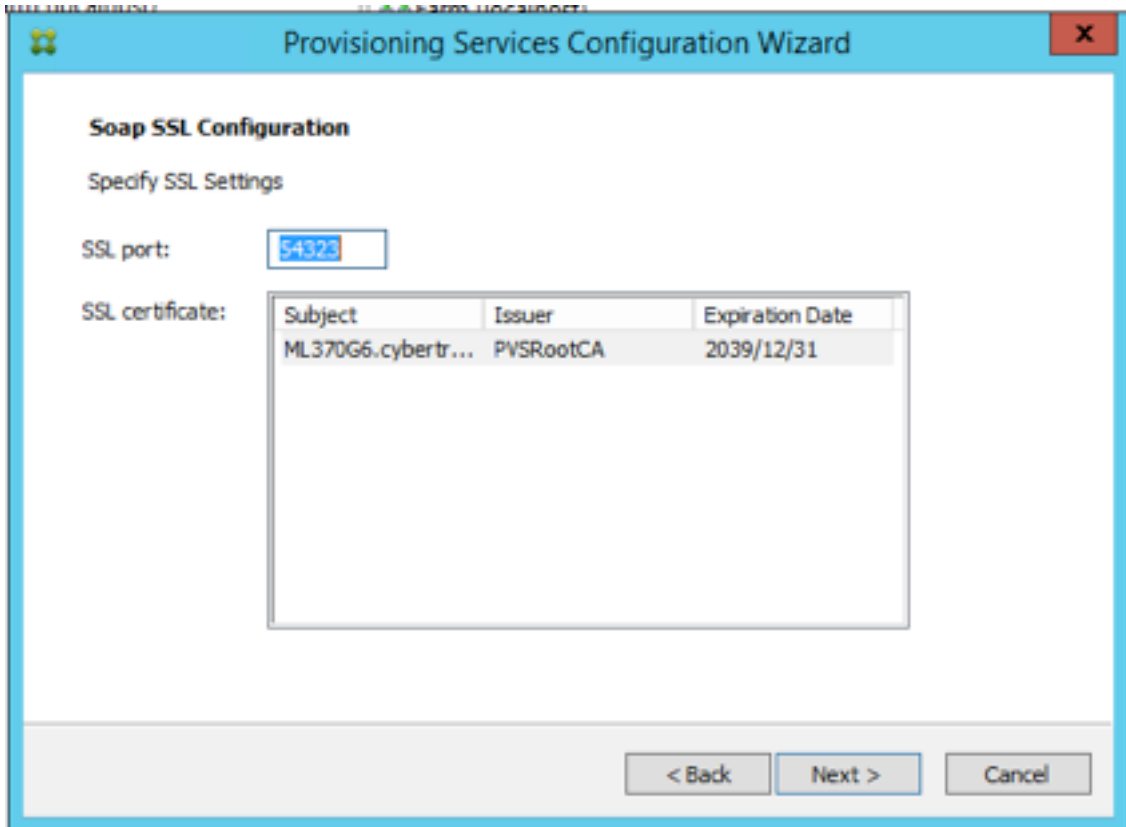 Provisioning Services Configuration Wizard
Soap SSL Configuration
Specify SSL Settings
SSL port: 54323
SSL certificate:
Subject Issuer Expiration Date
ML370G6.cybertr... PVSRootCA 2039/12/31
< Back Next > Cancel